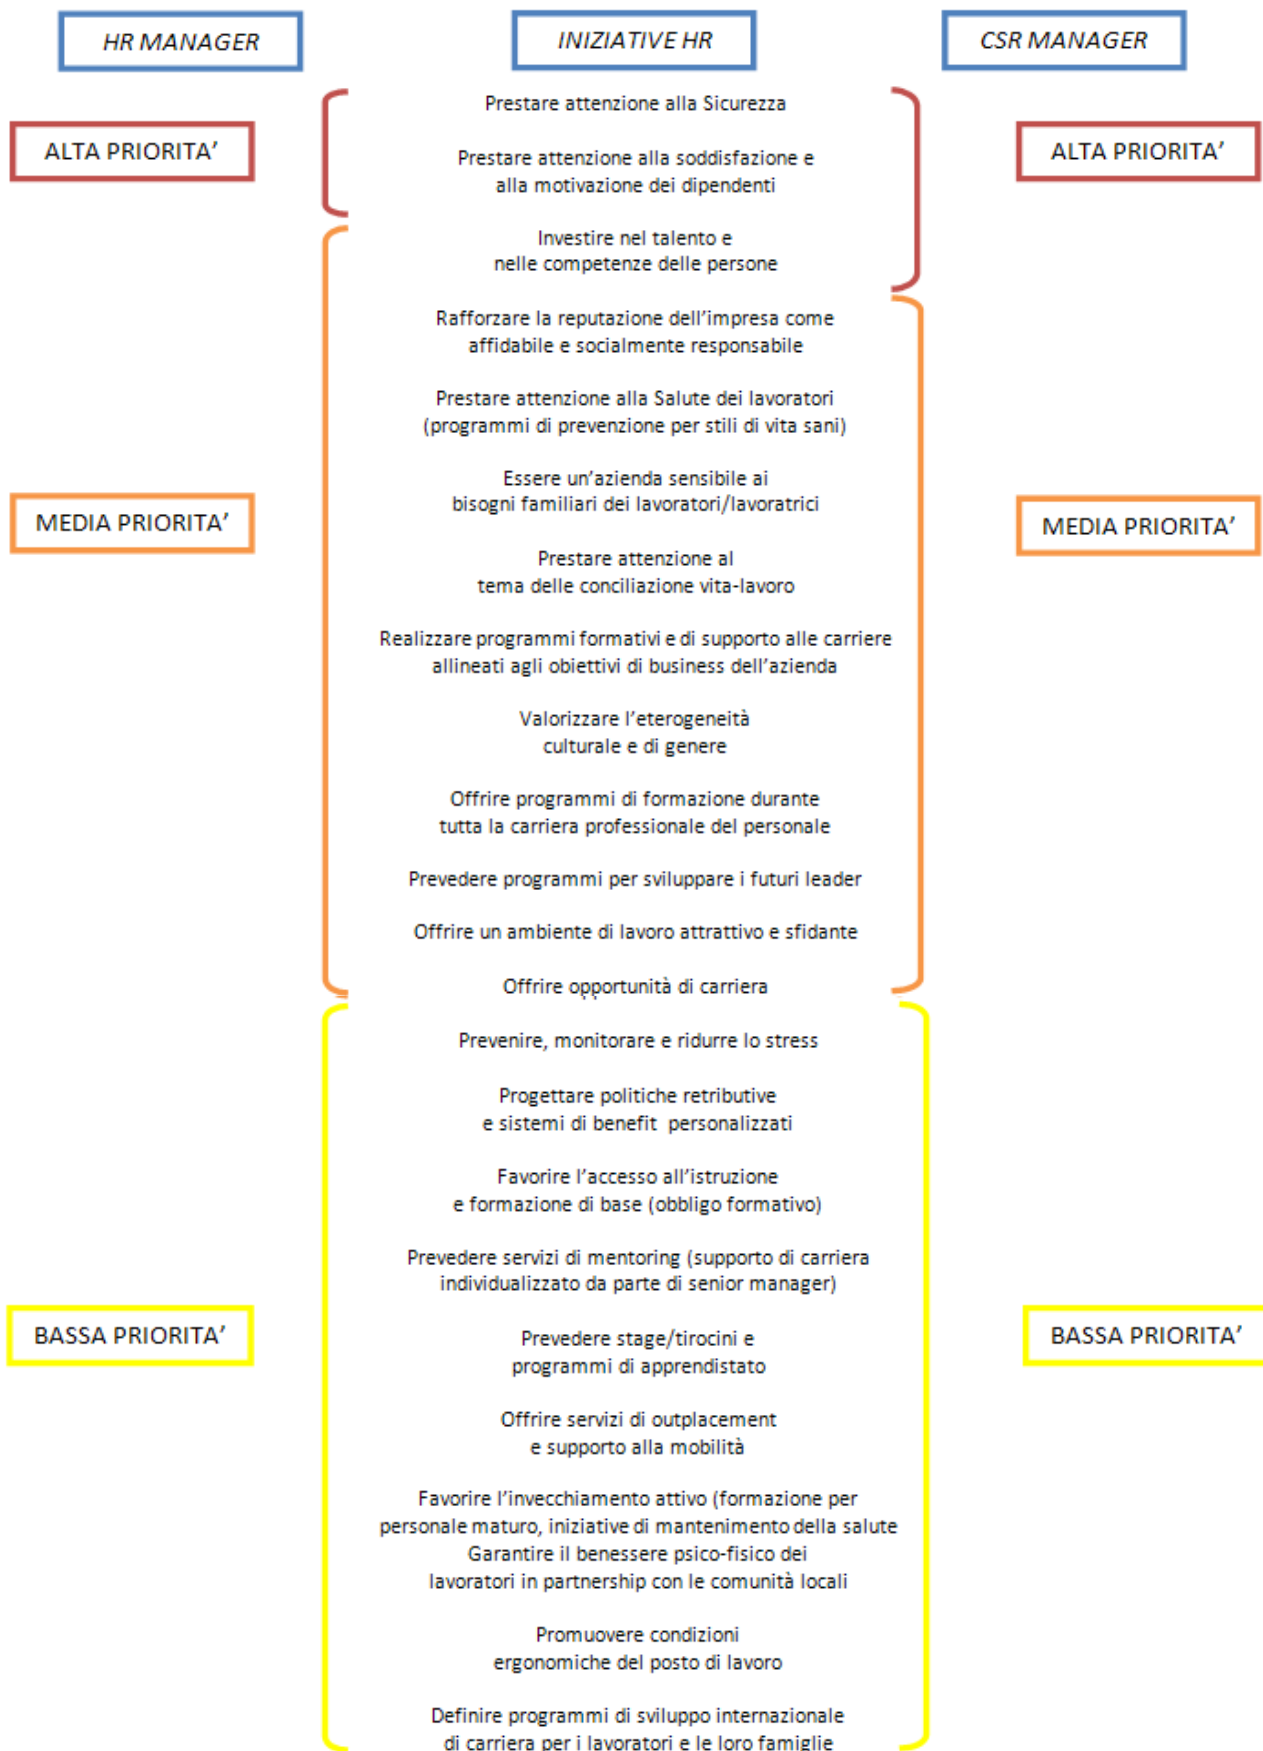 HR MANAGER
INIZIATIVE HR
CSR MANAGER
ALTA PRIORITA’
ALTA PRIORITA’
Prestare attenzione alla Sicurezza
Prestare attenzione alla soddisfazione e
alla motivazione dei dipendenti
Investire nel talento e
nelle competenze delle persone
Rafforzare la reputazione dell’impresa come
affidabile e socialmente responsabile
Prestare attenzione alla Salute dei lavoratori
(programmi di prevenzione per stili di vita sani)
Essere un’azienda sensibile ai
bisogni familiari dei lavoratori/lavoratrici
MEDIA PRIORITA’
MEDIA PRIORITA’
Prestare attenzione al
tema delle conciliazione vita-lavoro
Realizzare programmi formativi e di supporto alle carriere
allineati agli obiettivi di business dell’azienda
Valorizzare l’eterogeneità
culturale e di genere
Offrire programmi di formazione durante
tutta la carriera professionale del personale
Prevedere programmi per sviluppare i futuri leader
Offrire un ambiente di lavoro attrattivo e sfidante
Offrire opportunità di carriera
Prevenire, monitorare e ridurre lo stress
Progettare politiche retributive
e sistemi di benefit personalizzati
Favorire l’accesso all’istruzione
e formazione di base (obbligo formativo)
Prevedere servizi di mentoring (supporto di carriera
individualizzato da parte di senior manager)
BASSA PRIORITA’
BASSA PRIORITA’
Prevedere stage/tirocini e
programmi di apprendistato
Offrire servizi di outplacement
e supporto alla mobilità
Favorire l’invecchiamento attivo (formazione per
personale maturo, iniziative di mantenimento della salute
Garantire il benessere psico-fisico dei
lavoratori in partnership con le comunità locali
Promuovere condizioni
ergonomiche del posto di lavoro
Definire programmi di sviluppo internazionale
di carriera per i lavoratori e le loro famiglie